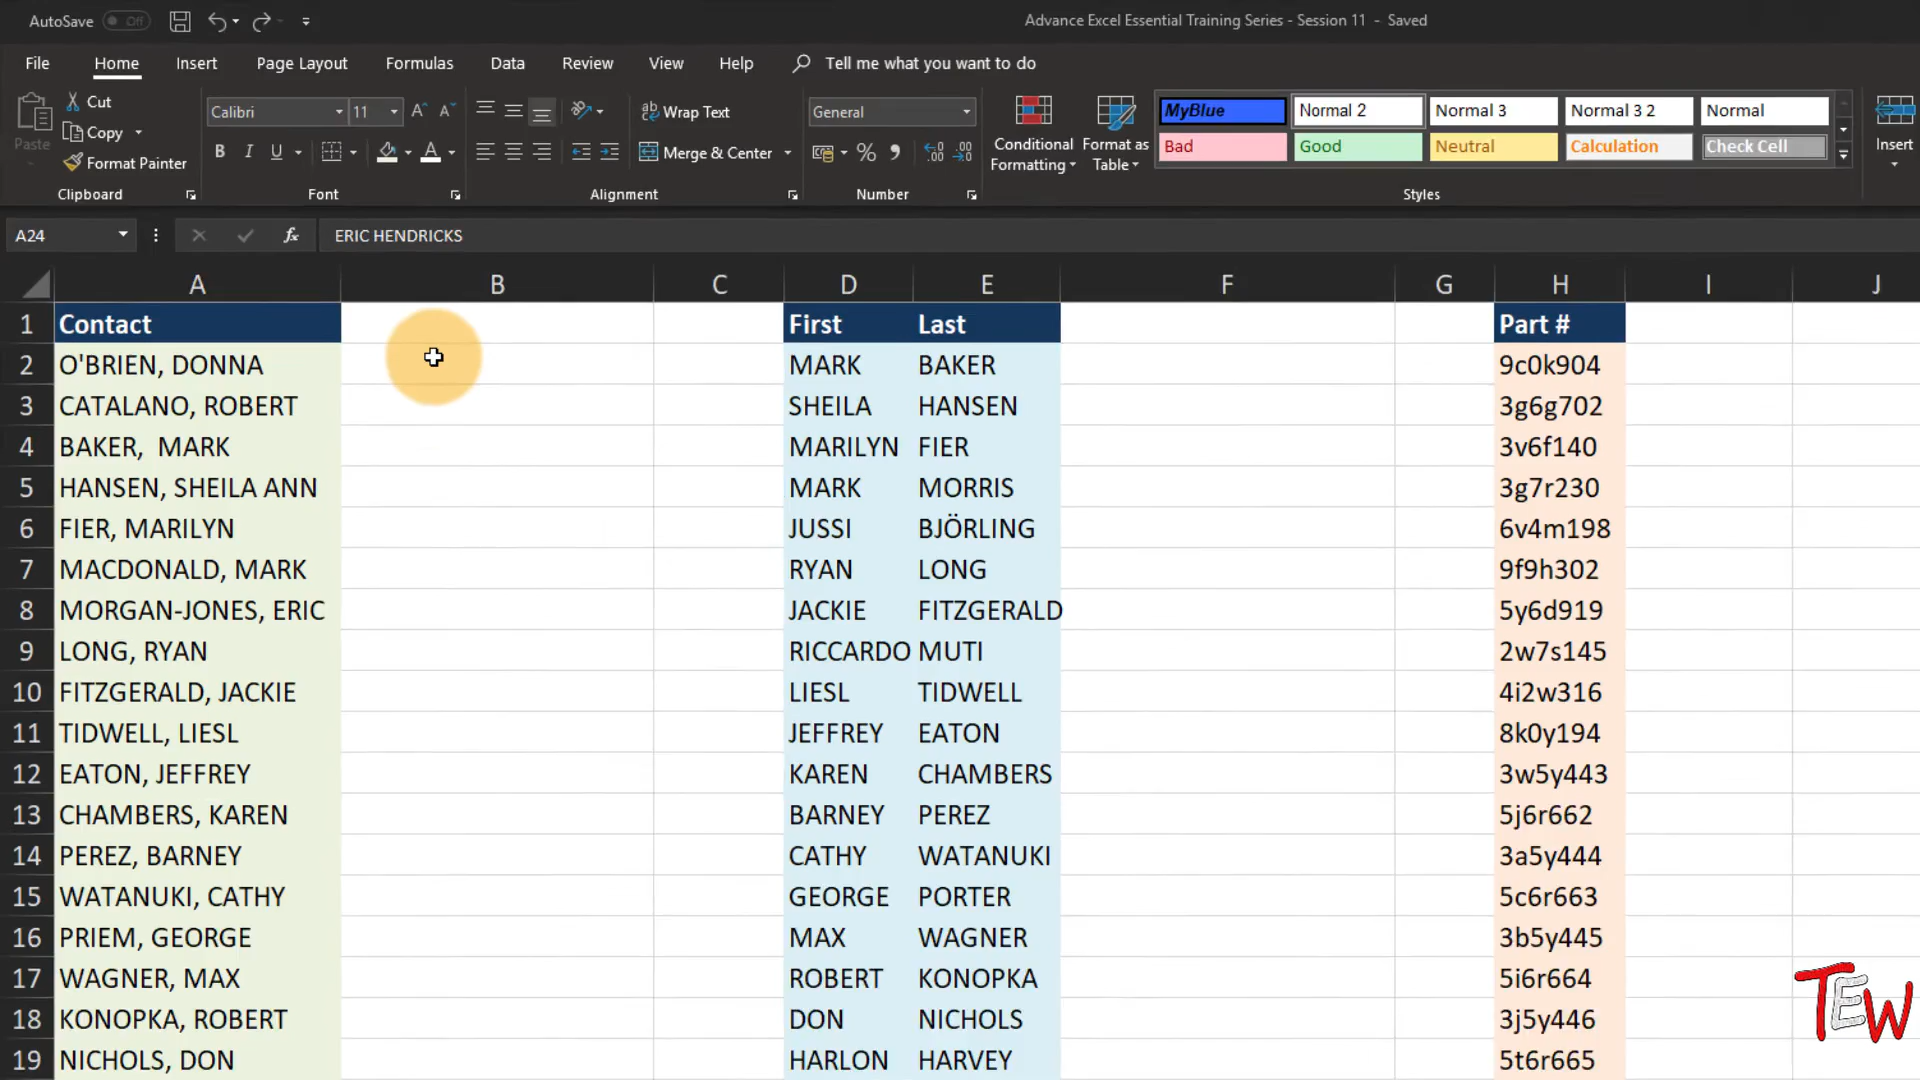 AutoSave Off
Advance Excel Essential Training Series - Session 11 - Saved
File Home Insert Page Layout Formulas Data Review View Help Tell me what you want to do
Paste
Cut
Copy
Format Painter
Clipboard
Calibri 11
B I U
Font
Wrap Text
Merge & Center
Alignment
General
Number
Conditional Formatting
Format as Table
MyBlue Normal 2 Normal 3 Normal 3 2 Normal
Bad Good Neutral Calculation Check Cell
Styles
Insert
A24 fx ERIC HENDRICKS
A B C D E F G H I J
1 Contact First Last Part #
2 O'BRIEN, DONNA MARK BAKER 9c0k904
3 CATALANO, ROBERT SHEILA HANSEN 3g6g702
4 BAKER,  MARK MARILYN FIER 3v6f140
5 HANSEN, SHEILA ANN MARK MORRIS 3g7r230
6 FIER, MARILYN JUSSI BJÖRLING 6v4m198
7 MACDONALD, MARK RYAN LONG 9f9h302
8 MORGAN-JONES, ERIC JACKIE FITZGERALD 5y6d919
9 LONG, RYAN RICCARDO MUTI 2w7s145
10 FITZGERALD, JACKIE LIESL TIDWELL 4i2w316
11 TIDWELL, LIESL JEFFREY EATON 8k0y194
12 EATON, JEFFREY KAREN CHAMBERS 3w5y443
13 CHAMBERS, KAREN BARNEY PEREZ 5j6r662
14 PEREZ, BARNEY CATHY WATANUKI 3a5y444
15 WATANUKI, CATHY GEORGE PORTER 5c6r663
16 PRIEM, GEORGE MAX WAGNER 3b5y445
17 WAGNER, MAX ROBERT KONOPKA 5i6r664
18 KONOPKA, ROBERT DON NICHOLS 3j5y446
19 NICHOLS, DON HARLON HARVEY 5t6r665
TEW